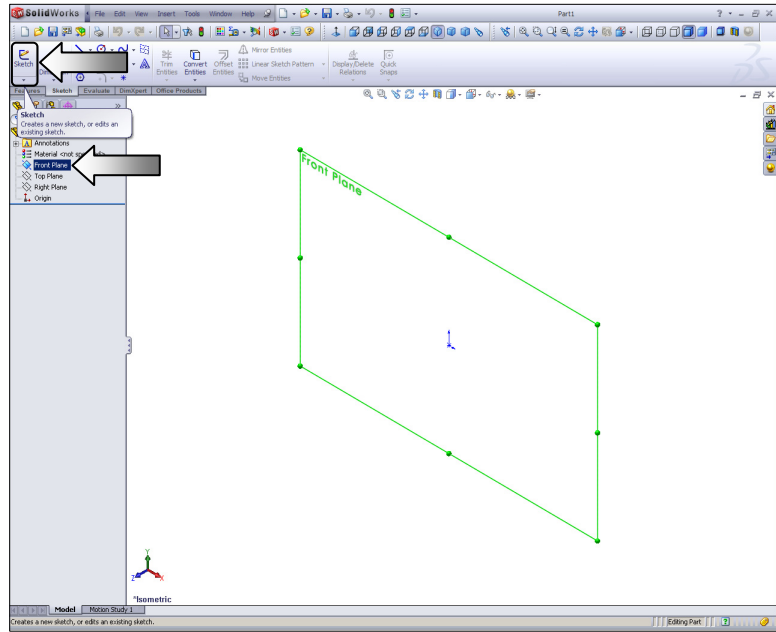 SolidWorks File Edit View Insert Tools Window Help Part1
Sketch
Trim Entities
Convert Entities
Offset Entities
Mirror Entities
Linear Sketch Pattern
Move Entities
Display/Delete Relations
Quick Snaps
Sketch Evaluate DimXpert Office Products
Sketch
Creates a new sketch, or edits an
existing sketch.
Annotations
Material <not
Front Plane
Top Plane
Right Plane
Origin
Front Plane
Y
Z X
*Isometric
Model Motion Study 1
Creates a new sketch, or edits an existing sketch. Editing Part